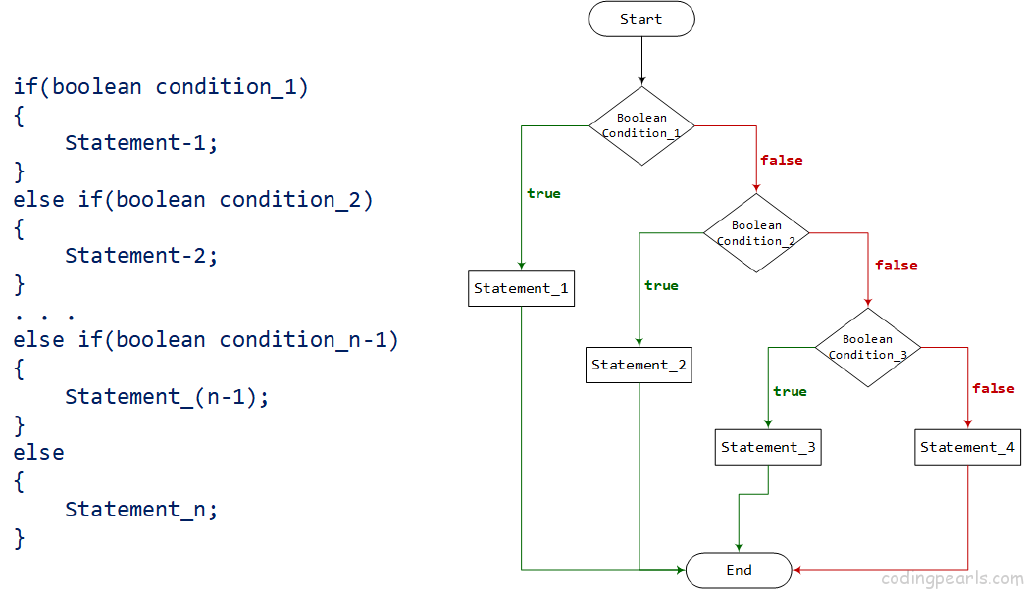 if(boolean condition_1)
{
Statement-1;
}
else if(boolean condition_2)
{
Statement-2;
}
. . .
else if(boolean condition_n-1)
{
Statement_(n-1);
}
else
{
Statement_n;
}
Start
Boolean
Condition_1
true
false
Boolean
Condition_2
true
false
Statement_1
Boolean
Condition_3
Statement_2
true
false
Statement_3
Statement_4
End
codingpearls.com